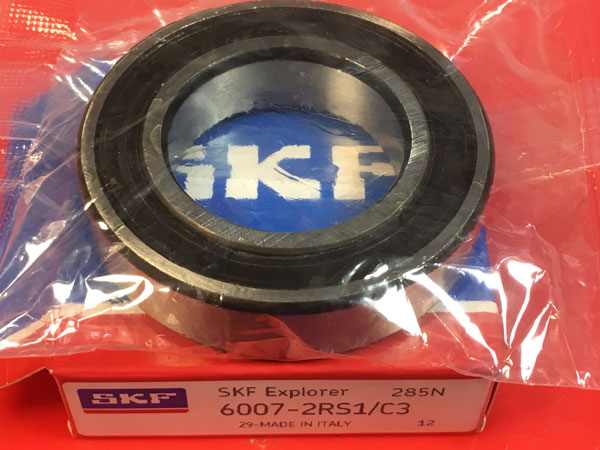 SKF
SKF SKF Explorer 285N
6007-2RS1/C3
29-MADE IN ITALY 12